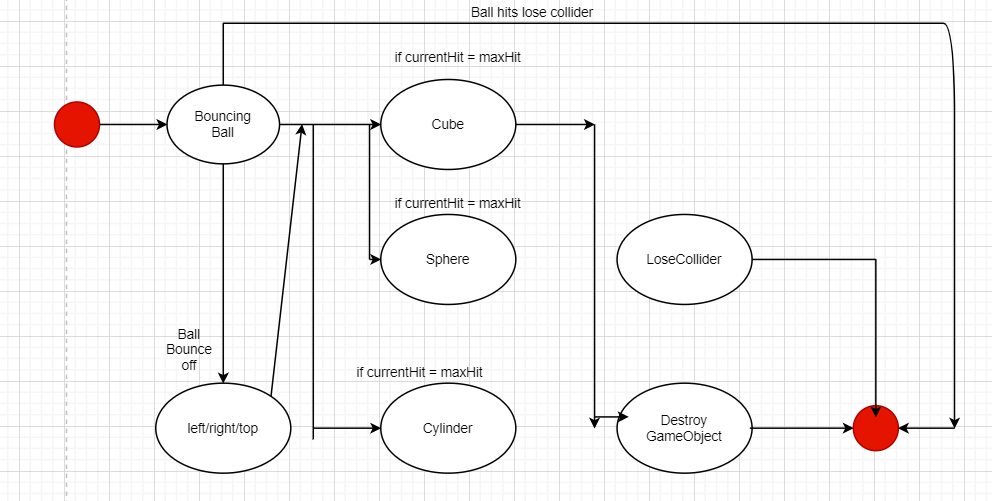 Ball hits lose collider
if currentHit = maxHit
Bouncing
Ball
Cube
if currentHit = maxHit
Sphere
LoseCollider
Ball
Bounce
off
if currentHit = maxHit
left/right/top
Cylinder
Destroy
GameObject